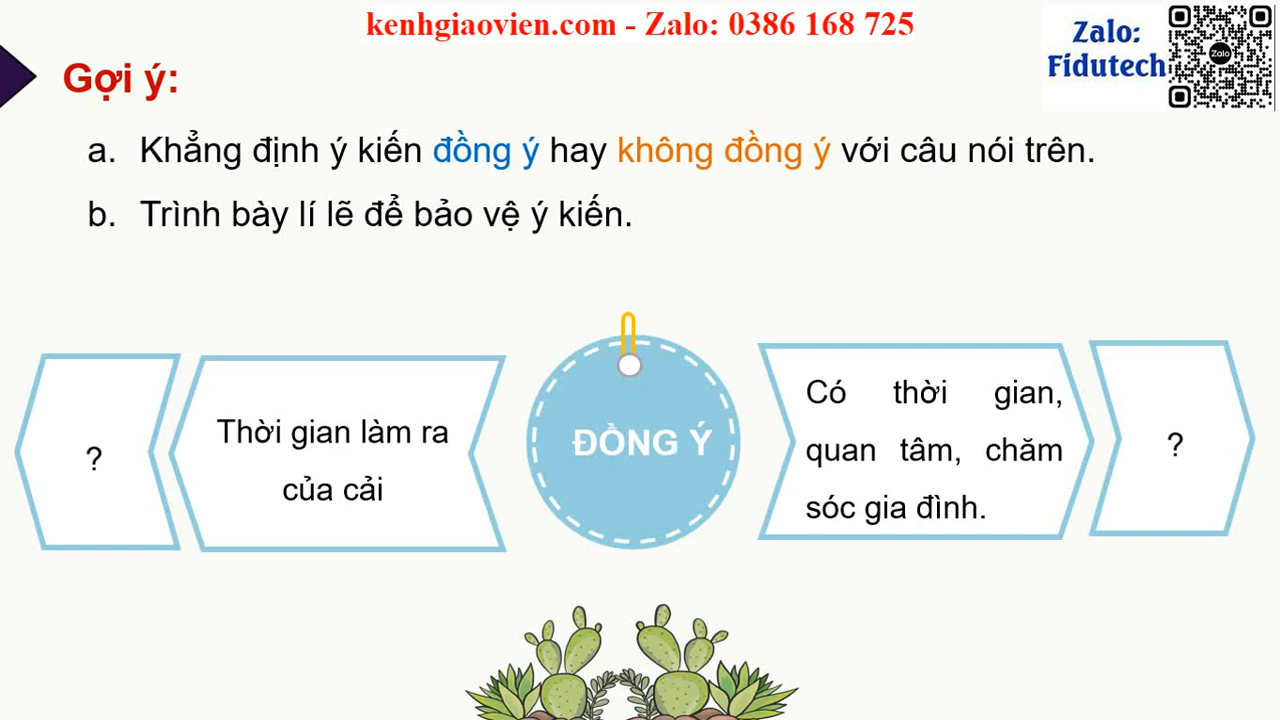 kenhgiaovien.com - Zalo: 0386 168 725
Zalo:
Fidutech
Zalo
Gợi ý:
a. Khẳng định ý kiến đồng ý hay không đồng ý với câu nói trên.
b. Trình bày lí lẽ để bảo vệ ý kiến.
?
Thời gian làm ra
của cải
ĐỒNG Ý
Có thời gian,
quan tâm, chăm
sóc gia đình.
?